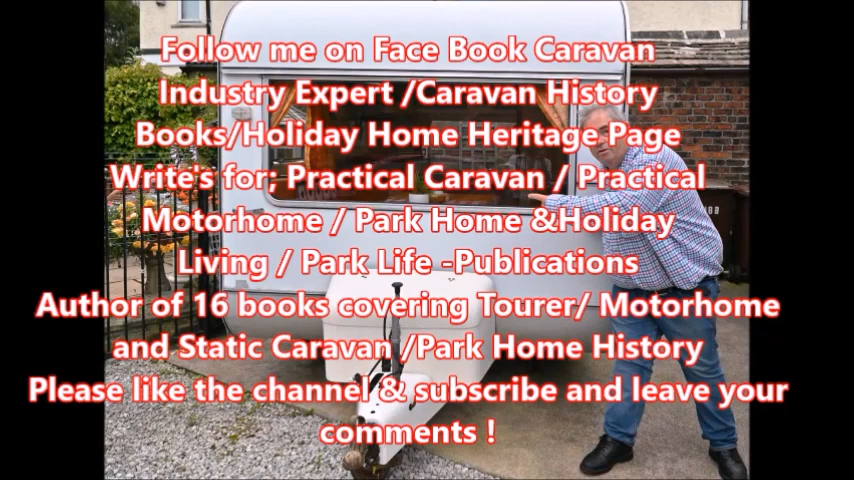 Follow me on Face Book Caravan
Industry Expert /Caravan History
Books/Holiday Home Heritage Page
Write's for; Practical Caravan / Practical
Motorhome / Park Home &Holiday
Living / Park Life -Publications
Author of 16 books covering Tourer/ Motorhome
and Static Caravan /Park Home History
Please like the channel & subscribe and leave your
comments !